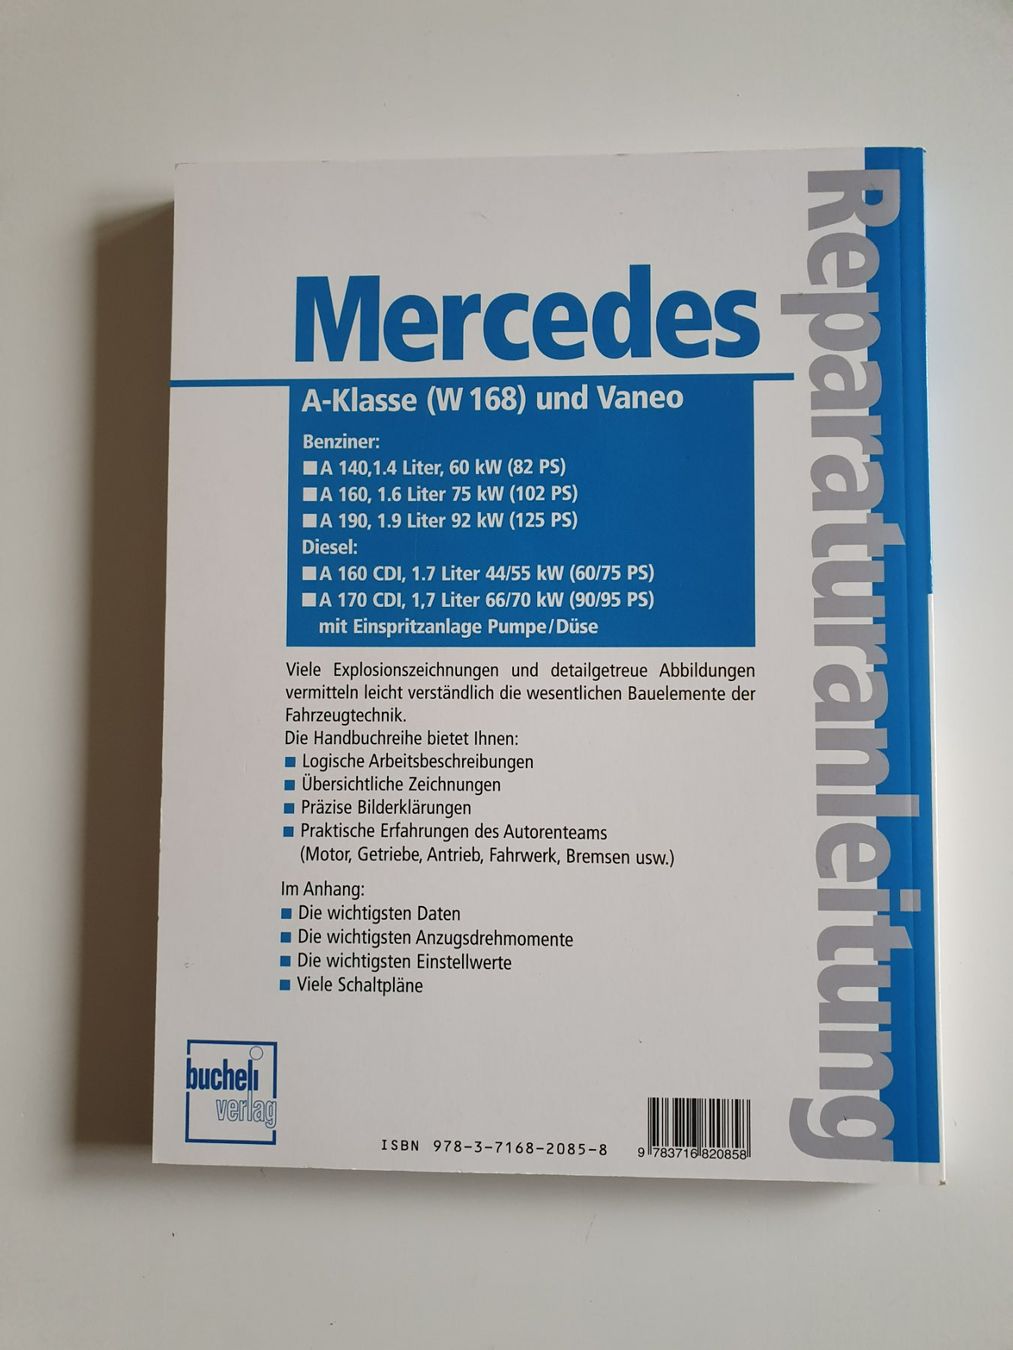 Reparaturanleitung
Mercedes
A-Klasse (W 168) und Vaneo
Benziner:
A 140,1.4 Liter, 60 kW (82 PS)
A 160, 1.6 Liter 75 kW (102 PS)
A 190, 1.9 Liter 92 kW (125 PS)
Diesel:
A 160 CDI, 1.7 Liter 44/55 kW (60/75 PS)
A 170 CDI, 1,7 Liter 66/70 kW (90/95 PS)
mit Einspritzanlage Pumpe/Düse
Viele Explosionszeichnungen und detailgetreue Abbildungen
vermitteln leicht verständlich die wesentlichen Bauelemente der
Fahrzeugtechnik.
Die Handbuchreihe bietet Ihnen:
Logische Arbeitsbeschreibungen
Übersichtliche Zeichnungen
Präzise Bilderklärungen
Praktische Erfahrungen des Autorenteams
(Motor, Getriebe, Antrieb, Fahrwerk, Bremsen usw.)
Im Anhang:
Die wichtigsten Daten
Die wichtigsten Anzugsdrehmomente
Die wichtigsten Einstellwerte
Viele Schaltpläne
bucheli
verlag
ISBN 978-3-7168-2085-8
9 783716 820858